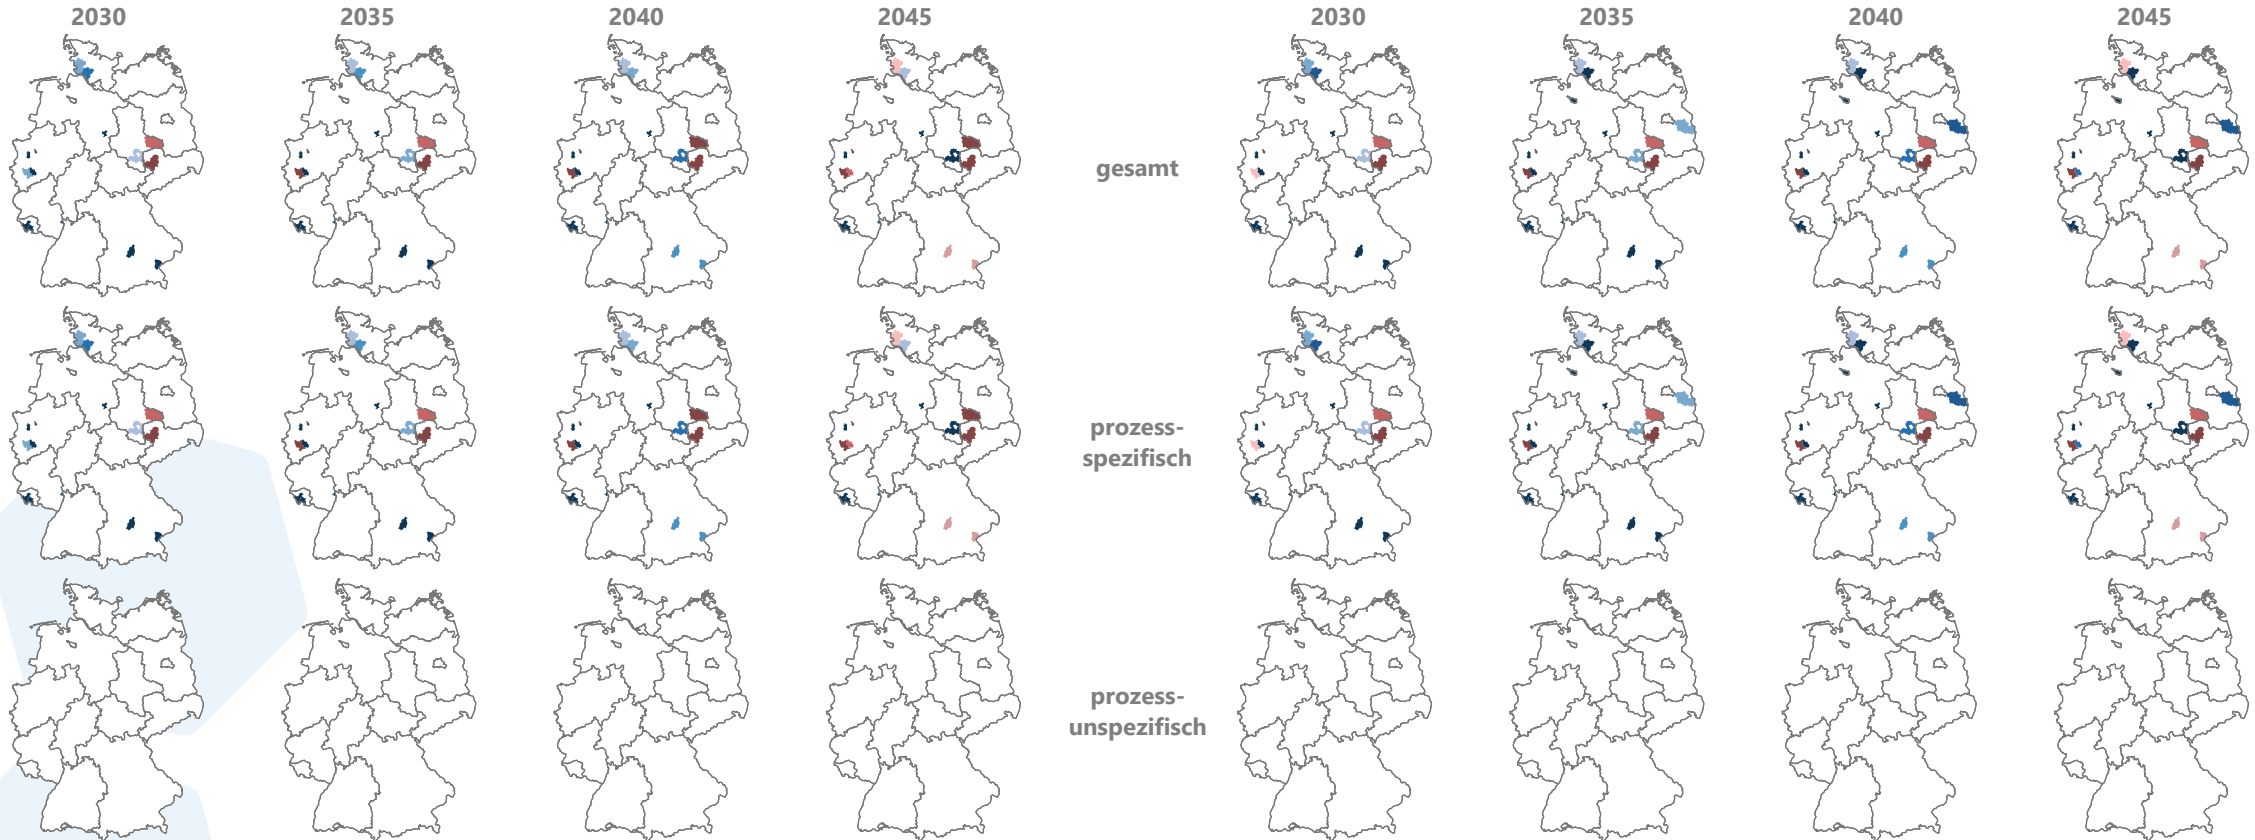 2030 2035 2040 2045 2030 2035 2040 2045
gesamt
prozess-
spezifisch
prozess-
unspezifisch